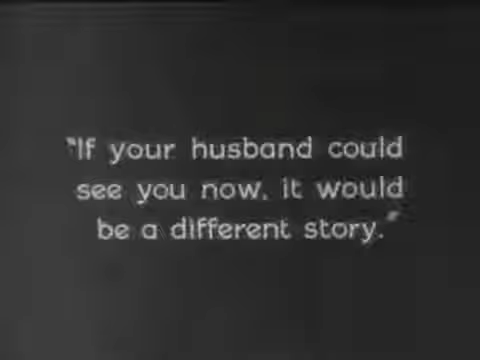 "If your husband could
see you now, it would
be a different story."